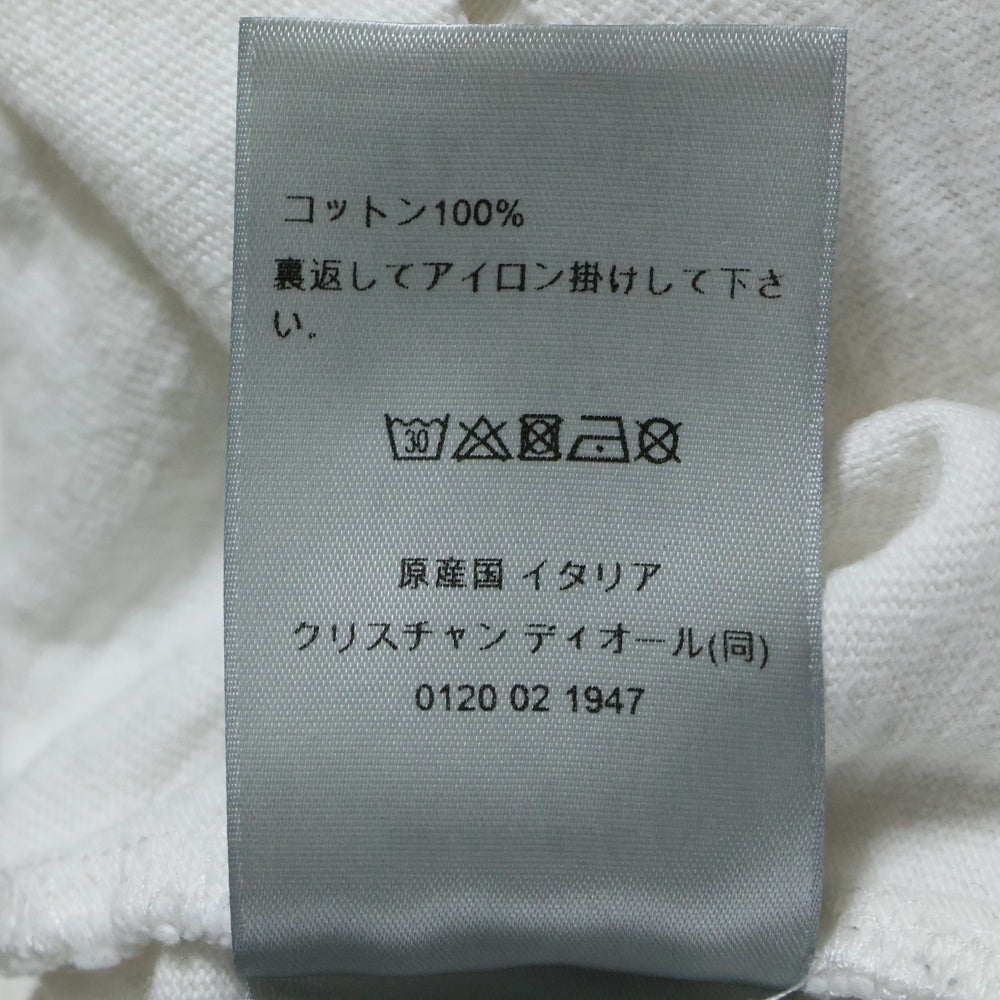 コットン100%
裏返してアイロン掛けして下さ
い.
30
原産国 イタリア
クリスチャン ディオール(同)
0120 02 1947